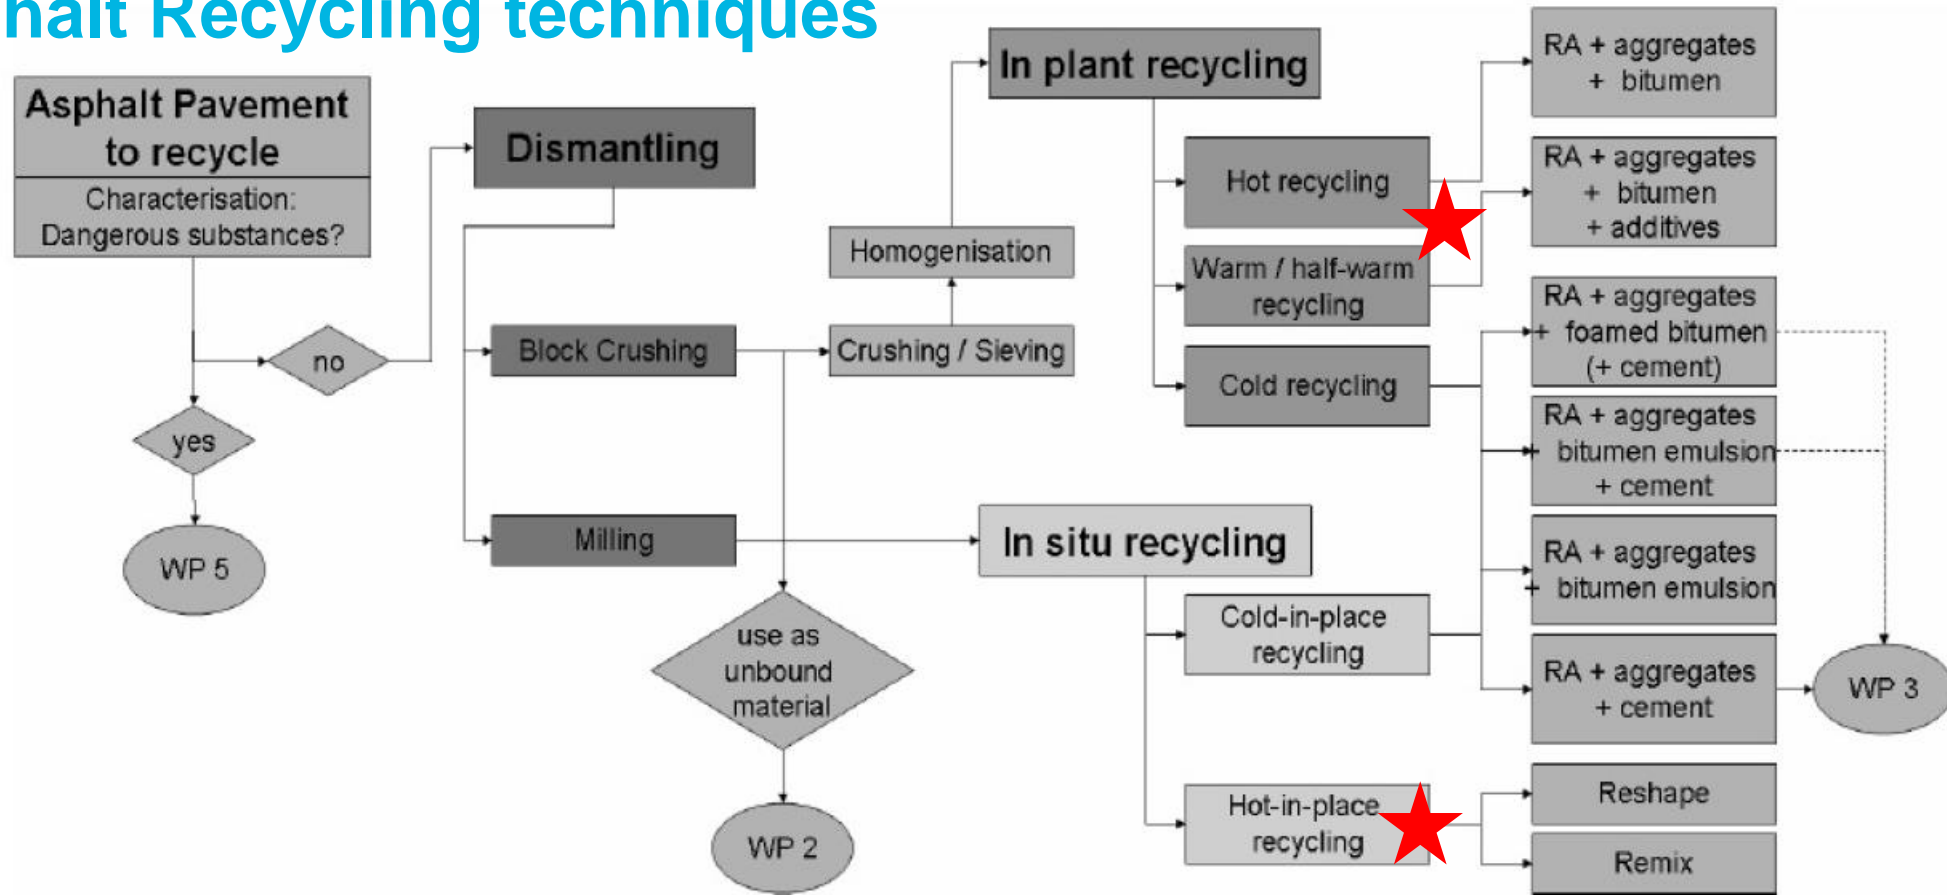 halt Recycling techniques
Asphalt Pavement
to recycle
Characterisation:
Dangerous substances?
no
yes
WP 5
Dismantling
Block Crushing
Milling
Homogenisation
Crushing / Sieving
use as
unbound
material
WP 2
In plant recycling
Hot recycling
Warm / half-warm
recycling
Cold recycling
In situ recycling
Cold-in-place
recycling
Hot-in-place
recycling
RA + aggregates
+ bitumen
RA + aggregates
+ bitumen
+ additives
RA + aggregates
+ foamed bitumen
(+ cement)
RA + aggregates
+ bitumen emulsion
+ cement
RA + aggregates
+ bitumen emulsion
RA + aggregates
+ cement
WP 3
Reshape
Remix